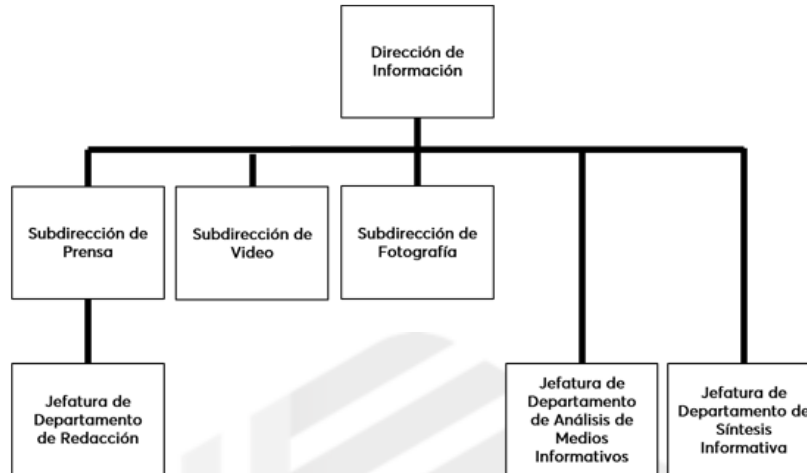 Dirección de
Información
Subdirección de
Prensa
Subdirección de
Video
Subdirección de
Fotografía
Jefatura de
Departamento
de Redacción
Jefatura de
Departamento
de Análisis de
Medios
Informativos
Jefatura de
Departamento de
Síntesis
Informativa